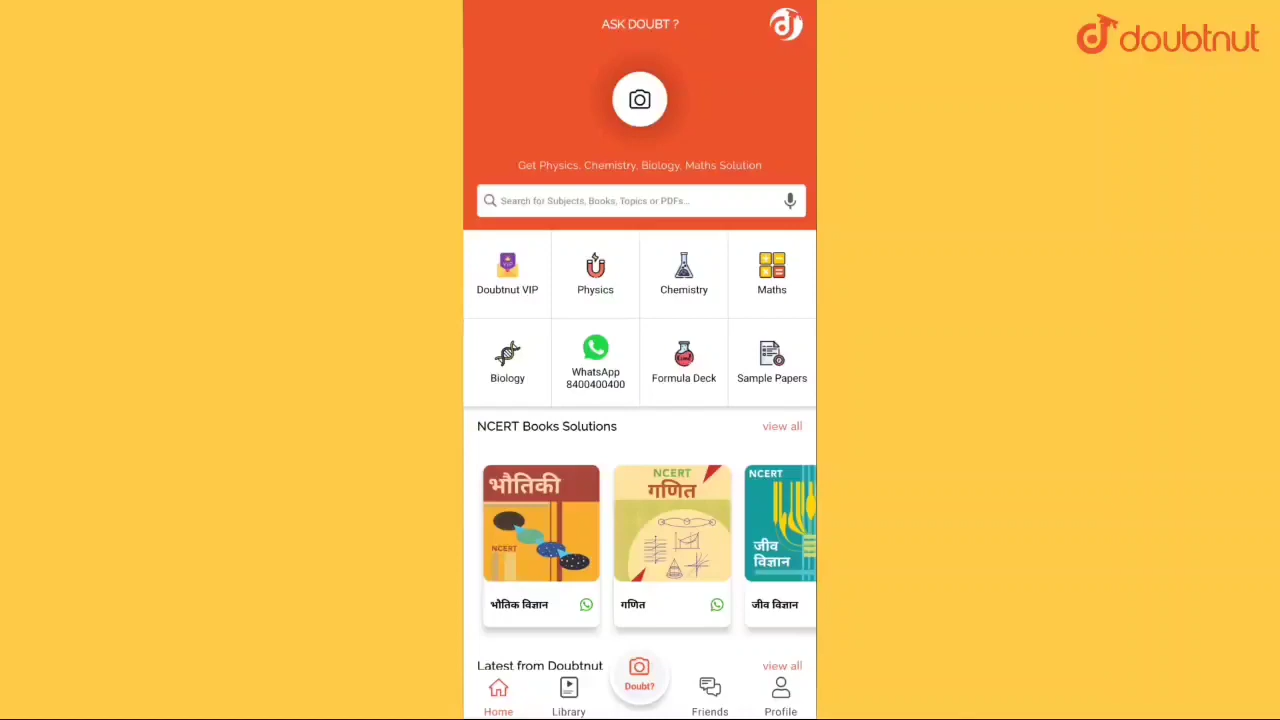 ASK DOUBT ?
doubtnut
Get Physics, Chemistry, Biology, Maths Solution
Search for Subjects, Books, Topics or PDFs...
Doubtnut VIP
Physics
Chemistry
Maths
Biology
WhatsApp
8400400400
Formula Deck
Sample Papers
NCERT Books Solutions
view all
भौतिकी
NCERT
भौतिक विज्ञान
NCERT
गणित
गणित
NCERT
जीव
विज्ञान
जीव विज्ञान
Latest from Doubtnut
view all
Doubt?
Home
Library
Friends
Profile